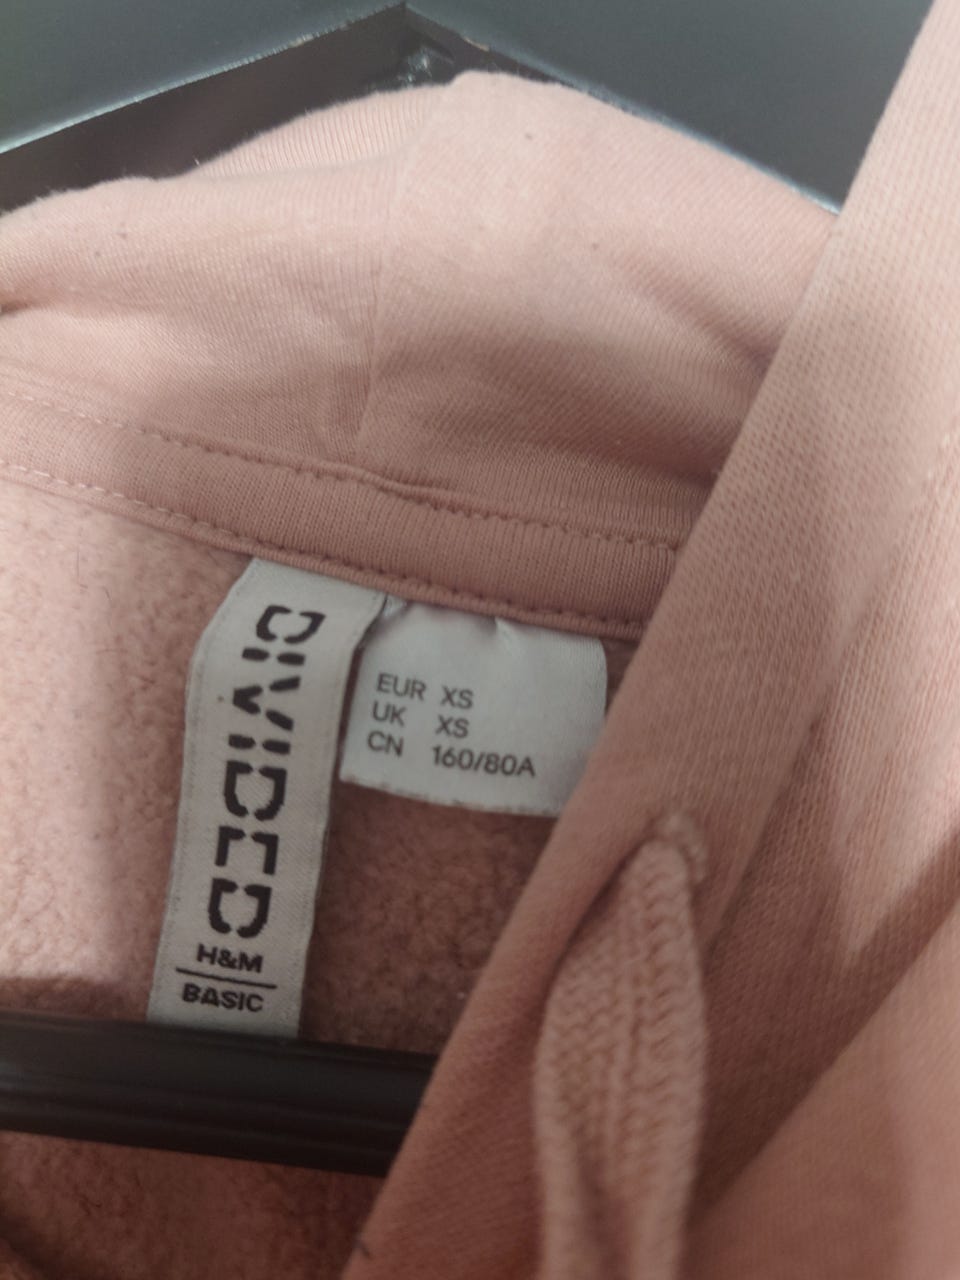 DIVIDED
H&M
BASIC
EUR XS
UK XS
CN 160/80A